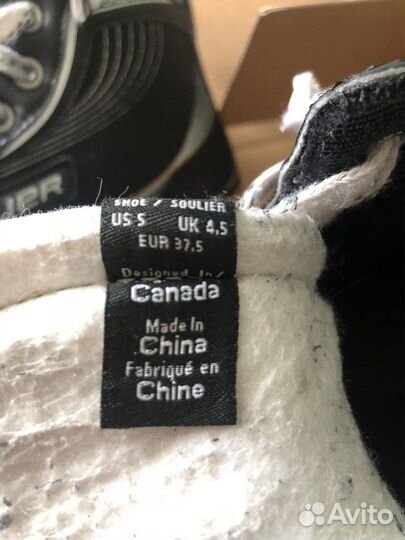 SHOE / SOULIER
US 5 UK 4.5
EUR 37.5
Designed In/
Canada
Made In
China
Fabriqué en
Chine
Avito